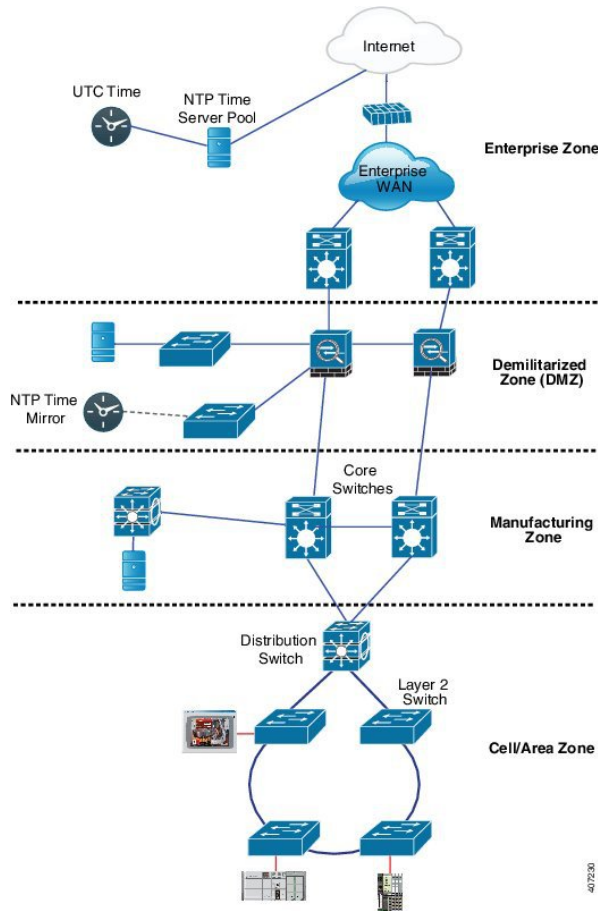 Internet
UTC Time
NTP Time
Server Pool
Enterprise Zone
Enterprise
WAN
Demilitarized
Zone (DMZ)
NTP Time
Mirror
Core
Switches
Manufacturing
Zone
Distribution
Switch
Layer 2
Switch
Cell/Area Zone
407230